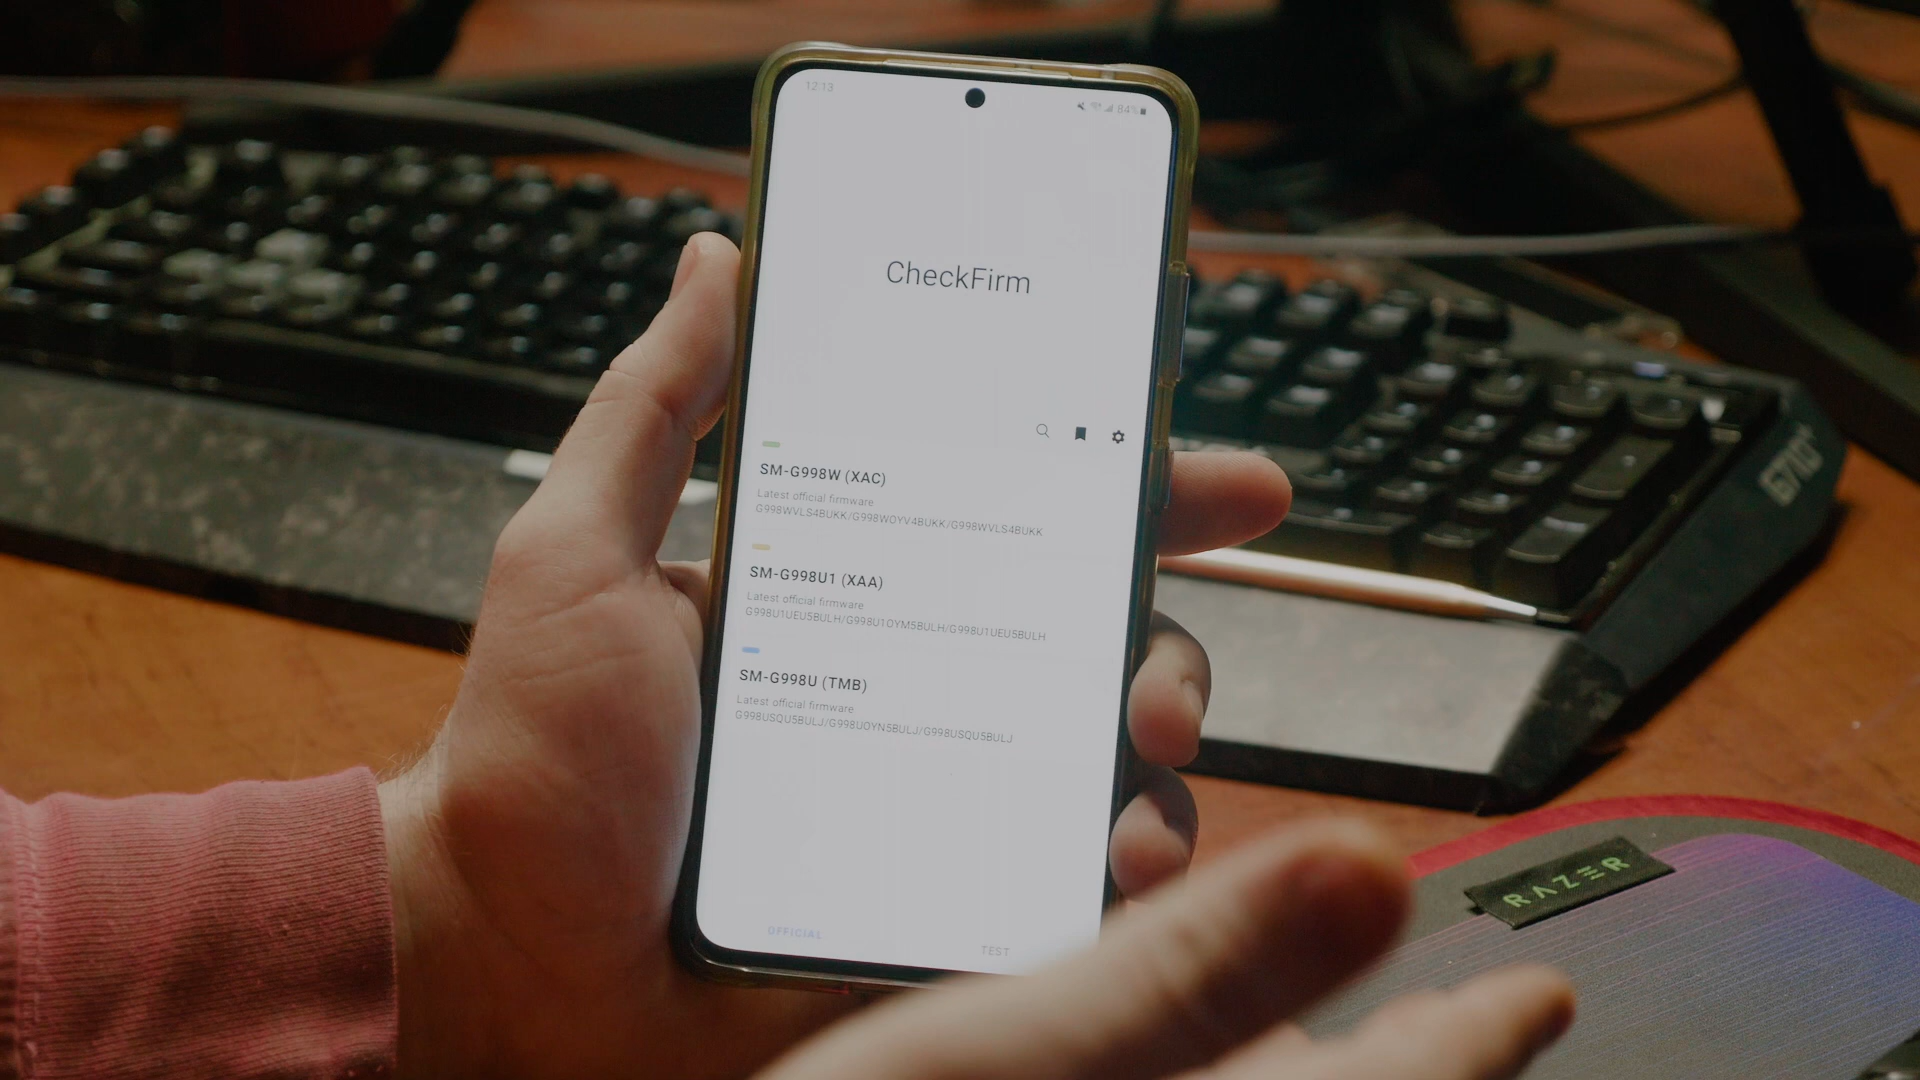 12:13
84%
CheckFirm
SM-G998W (XAC)
Latest official firmware
G998WVLS4BUKK/G998WOYV4BUKK/G998WVLS4BUKK
SM-G998U1 (XAA)
Latest official firmware
G998U1UEU5BULH/G998U1OYM5BULH/G998U1UEU5BULH
SM-G998U (TMB)
Latest official firmware
G998USQU5BULJ/G998UOYN5BULJ/G998USQU5BULJ
OFFICIAL
TEST
G710+
RAZER